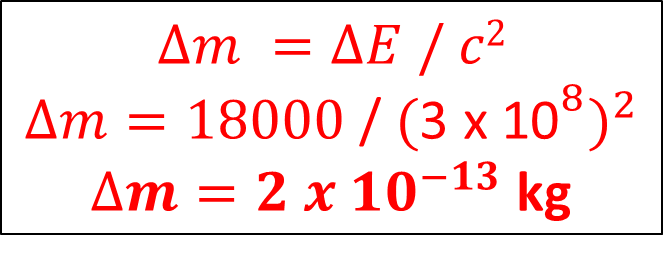 Δm = ΔE / c²
Δm = 18000 / (3 x 10⁸)²
Δm = 2 x 10⁻¹³ kg